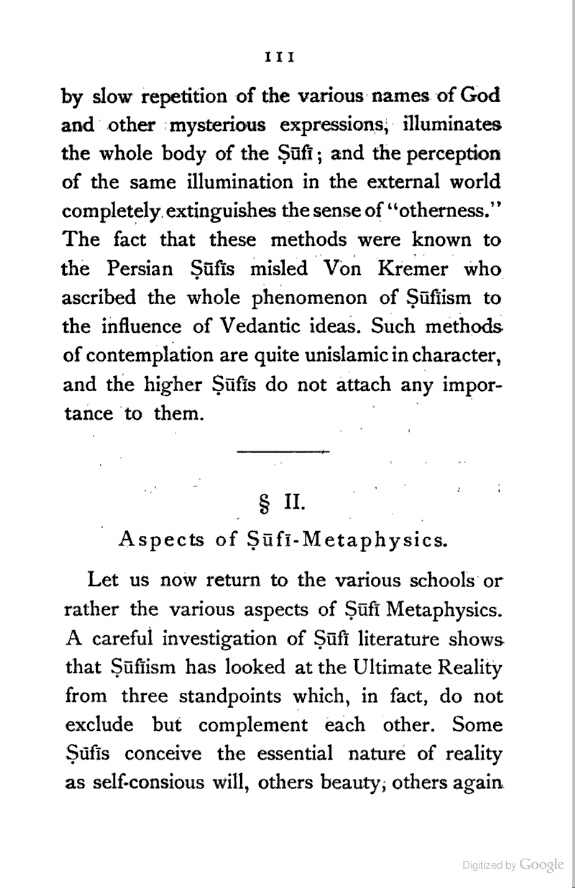 III
by slow repetition of the various names of God
and other mysterious expressions, illuminates
the whole body of the Ṣūfī; and the perception
of the same illumination in the external world
completely extinguishes the sense of “otherness.”
The fact that these methods were known to
the Persian Ṣūfīs misled Von Kremer who
ascribed the whole phenomenon of Ṣūfīism to
the influence of Vedantic ideas. Such methods
of contemplation are quite unislamic in character,
and the higher Ṣūfīs do not attach any impor-
tance to them.
§ II.
Aspects of Ṣūfī-Metaphysics.
Let us now return to the various schools or
rather the various aspects of Ṣūfī Metaphysics.
A careful investigation of Ṣūfī literature shows
that Ṣūfīism has looked at the Ultimate Reality
from three standpoints which, in fact, do not
exclude but complement each other. Some
Ṣūfīs conceive the essential nature of reality
as self-consious will, others beauty, others again
Digitized by Google